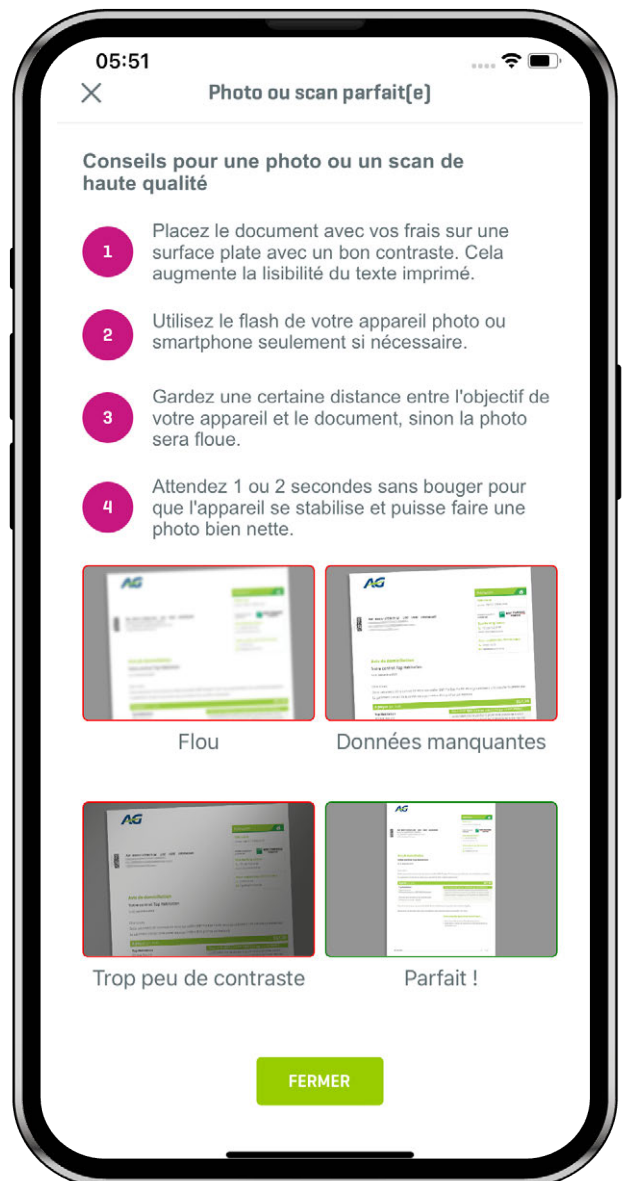 05:51
Photo ou scan parfait(e)
Conseils pour une photo ou un scan de
haute qualité
1
Placez le document avec vos frais sur une
surface plate avec un bon contraste. Cela
augmente la lisibilité du texte imprimé.
2
Utilisez le flash de votre appareil photo ou
smartphone seulement si nécessaire.
3
Gardez une certaine distance entre l'objectif de
votre appareil et le document, sinon la photo
sera floue.
4
Attendez 1 ou 2 secondes sans bouger pour
que l'appareil se stabilise et puisse faire une
photo bien nette.
AG
AG
Flou
Données manquantes
AG
AG
Trop peu de contraste
Parfait !
FERMER